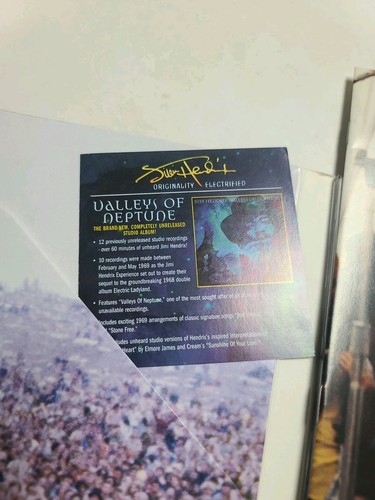 Jimi Hendrix
ORIGINALITY ELECTRIFIED
VALLEYS OF
NEPTUNE
THE BRAND-NEW, COMPLETELY UNRELEASED
STUDIO ALBUM!
• 12 previously unreleased studio recordings
- over 60 minutes of unheard Jimi Hendrix!
• 10 recordings were made between
February and May 1969 as the Jimi
Hendrix Experience set out to create their
sequel to the groundbreaking 1968 double
album Electric Ladyland.
• Features "Valleys Of Neptune," one of the most sought after of
unavailable recordings.
Includes exciting 1969 arrangements of classic signature songs
"Stone Free."
unheard studio versions of Hendrix's inspired
Heart" by Elmore James and Cream's "Sunshine Of Your Love."